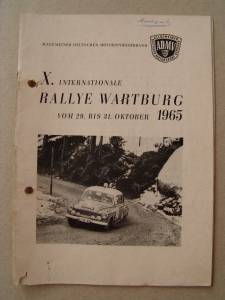 ALLGEMEINER DEUTSCHER MOTORSPORTVERBAND
ADMV
X. INTERNATIONALE
RALLYE WARTBURG
VOM 29. BIS 31. OKTOBER 1965